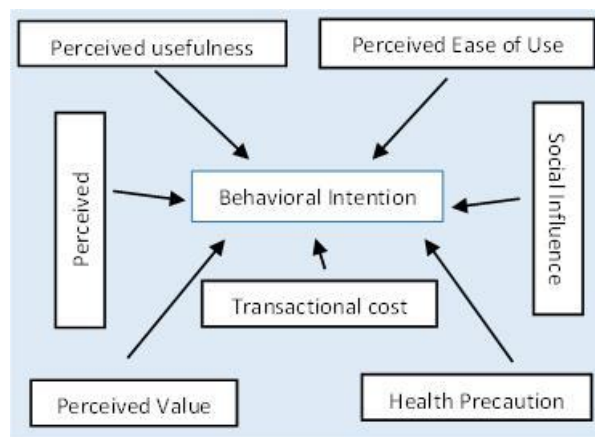 Perceived usefulness
Perceived Ease of Use
Perceived
Behavioral Intention
Social Influence
Transactional cost
Perceived Value
Health Precaution